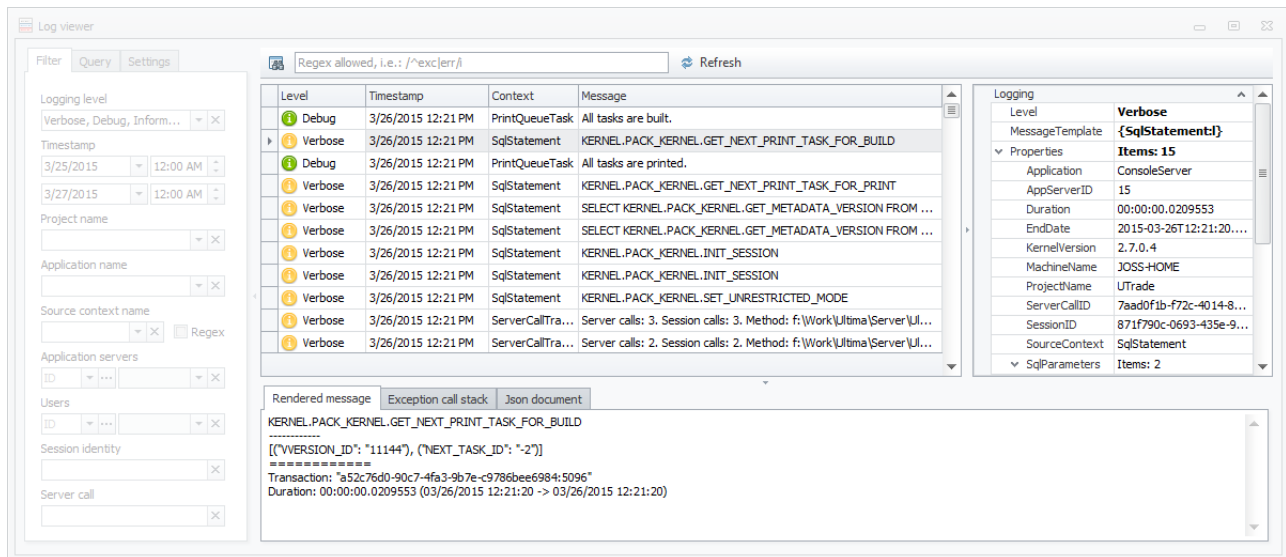 Log viewer
Filter Query Settings
Logging level
Verbose, Debug, Inform...
Timestamp
3/25/2015 12:00 AM
3/27/2015 12:00 AM
Project name
Application name
Source context name
Regex
Application servers
ID
Users
ID
Session identity
Server call
Regex allowed, i.e.: /^exc|err/i Refresh
Level Timestamp Context Message
Debug 3/26/2015 12:21 PM PrintQueueTask All tasks are built.
Verbose 3/26/2015 12:21 PM SqlStatement KERNEL.PACK_KERNEL.GET_NEXT_PRINT_TASK_FOR_BUILD
Debug 3/26/2015 12:21 PM PrintQueueTask All tasks are printed.
Verbose 3/26/2015 12:21 PM SqlStatement KERNEL.PACK_KERNEL.GET_NEXT_PRINT_TASK_FOR_PRINT
Verbose 3/26/2015 12:21 PM SqlStatement SELECT KERNEL.PACK_KERNEL.GET_METADATA_VERSION FROM ...
Verbose 3/26/2015 12:21 PM SqlStatement SELECT KERNEL.PACK_KERNEL.GET_METADATA_VERSION FROM ...
Verbose 3/26/2015 12:21 PM SqlStatement KERNEL.PACK_KERNEL.INIT_SESSION
Verbose 3/26/2015 12:21 PM SqlStatement KERNEL.PACK_KERNEL.INIT_SESSION
Verbose 3/26/2015 12:21 PM SqlStatement KERNEL.PACK_KERNEL.SET_UNRESTRICTED_MODE
Verbose 3/26/2015 12:21 PM ServerCallTra... Server calls: 3. Session calls: 3. Method: f:\Work\Ultima\Server\Ul...
Verbose 3/26/2015 12:21 PM ServerCallTra... Server calls: 2. Session calls: 2. Method: f:\Work\Ultima\Server\Ul...
Logging
Level Verbose
MessageTemplate {SqlStatement:l}
Properties Items: 15
Application ConsoleServer
AppServerID 15
Duration 00:00:00.0209553
EndDate 2015-03-26T12:21:20....
KernelVersion 2.7.0.4
MachineName JOSS-HOME
ProjectName UTrade
ServerCallID 7aad0f1b-f72c-4014-8...
SessionID 871f790c-0693-435e-9...
SourceContext SqlStatement
SqlParameters Items: 2
Rendered message Exception call stack Json document
KERNEL.PACK_KERNEL.GET_NEXT_PRINT_TASK_FOR_BUILD
------------
[("VVERSION_ID": "11144"), ("NEXT_TASK_ID": "-2")]
============
Transaction: "a52c76d0-90c7-4fa3-9b7e-c9786bee6984:5096"
Duration: 00:00:00.0209553 (03/26/2015 12:21:20 -> 03/26/2015 12:21:20)